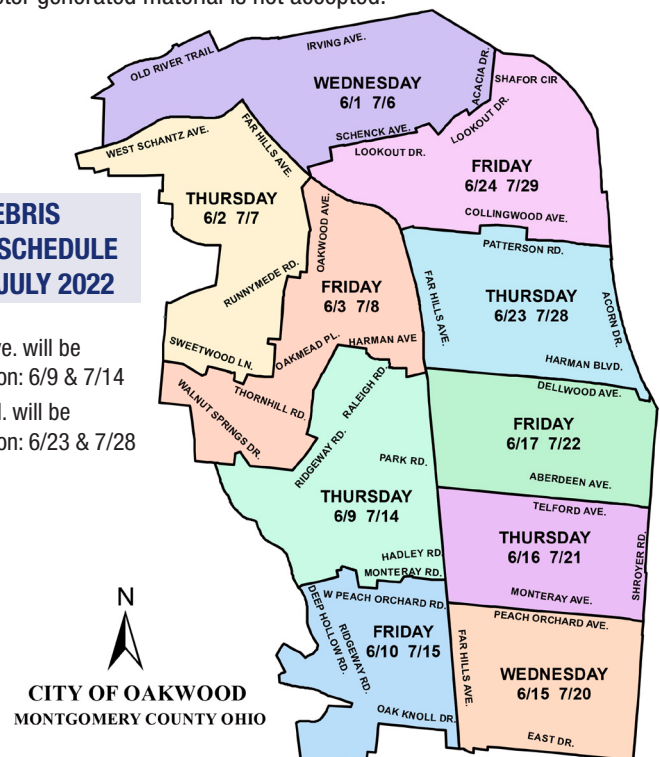 tor generated material is not accepted.
OLD RIVER TRAIL
IRVING AVE.
ACACIA DR.
SHAFOR CIR
WEDNESDAY
6/1 7/6
SCHENCK AVE.
LOOKOUT DR.
LOOKOUT DR.
WEST SCHANTZ AVE.
FAR HILLS AVE.
FRIDAY
6/24 7/29
COLLINGWOOD AVE.
THURSDAY
6/2 7/7
OAKWOOD AVE.
RUNNYMEDE RD.
SWEETWOOD LN.
EBRIS
SCHEDULE
JULY 2022
ve. will be
on: 6/9 & 7/14
d. will be
on: 6/23 & 7/28
FRIDAY
6/3 7/8
OAKMEAD PL.
HARMAN AVE
THORNHILL RD.
WALNUT SPRINGS DR.
PATTERSON RD.
FAR HILLS AVE.
THURSDAY
6/23 7/28
ACORN DR.
HARMAN BLVD.
DELLWOOD AVE.
FRIDAY
6/17 7/22
ABERDEEN AVE.
RALEIGH RD.
RIDGEWAY RD.
PARK RD.
THURSDAY
6/9 7/14
HADLEY RD.
MONTERAY RD.
TELFORD AVE.
THURSDAY
6/16 7/21
SHROYER RD.
MONTERAY AVE.
W PEACH ORCHARD RD.
DEEP HOLLOW RD.
RIDGEWAY RD.
FRIDAY
6/10 7/15
OAK KNOLL DR.
PEACH ORCHARD AVE.
FAR HILLS AVE.
WEDNESDAY
6/15 7/20
EAST DR.
N
CITY OF OAKWOOD
MONTGOMERY COUNTY OHIO